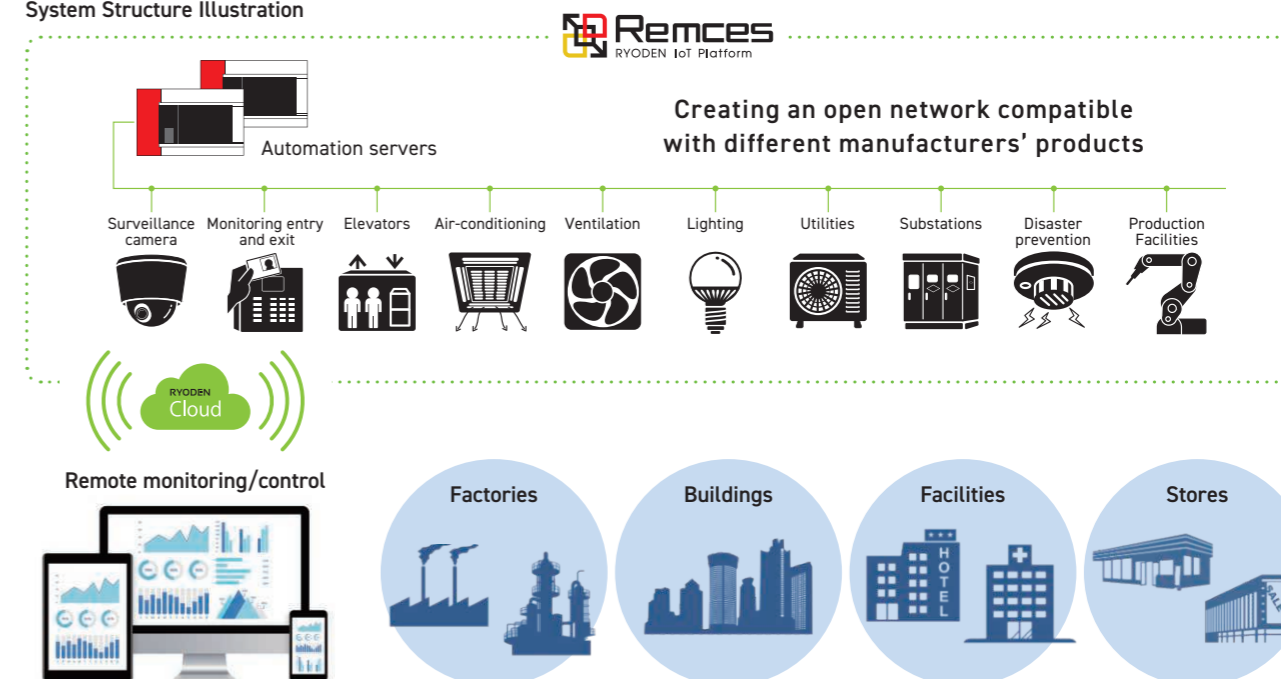 System Structure Illustration
Remces
RYODEN IoT Platform
Creating an open network compatible
with different manufacturers’ products
Automation servers
Surveillance
camera
Monitoring entry
and exit
Elevators
Air-conditioning
Ventilation
Lighting
Utilities
Substations
Disaster
prevention
Production
Facilities
RYODEN
Cloud
Remote monitoring/control
Factories
Buildings
Facilities
HOTEL
Stores
SALE